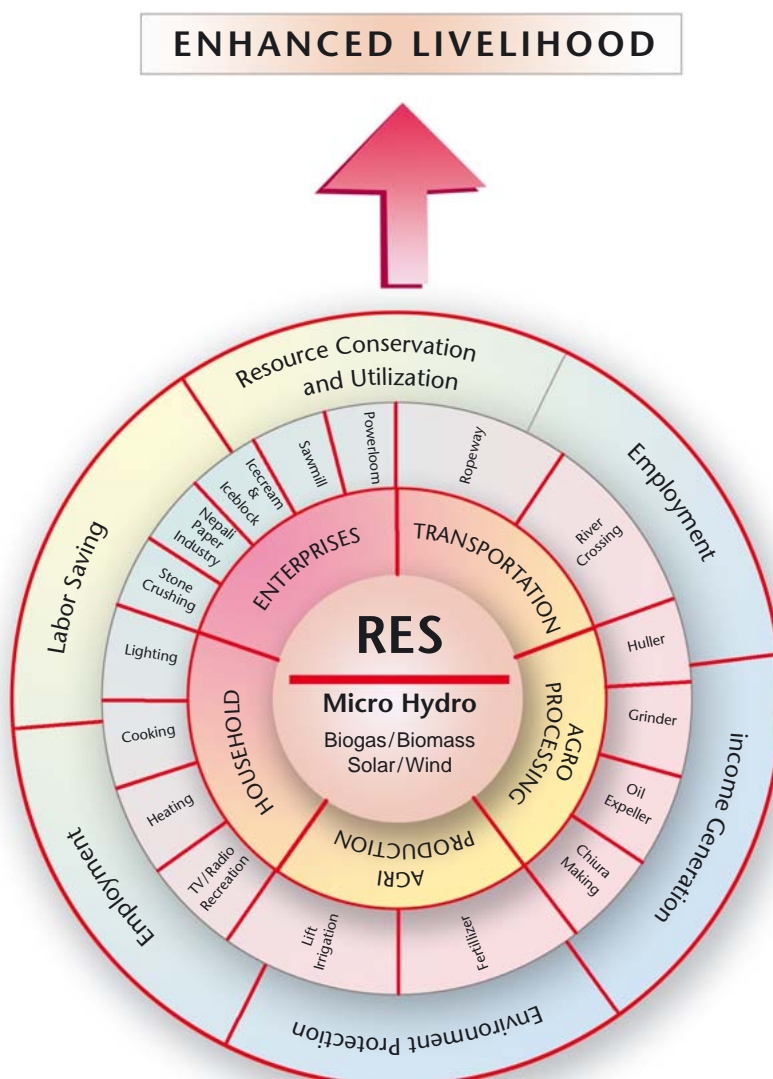 ENHANCED LIVELIHOOD
Resource Conservation
and Utilization
Employment
income Generation
Environment Protection
Employment
Labor Saving
Powerloom
Ropeway
River
Crossing
Huller
Grinder
Oil
Expeller
Chiura
Making
Fertillizer
Lift
Irrigation
TV/Radio
Recreation
Heating
Cooking
Lighting
Stone
Crushing
Nepali
Paper
Industry
Icecream
&
Iceblock
Sawmill
ENTERPRISES
TRANSPORTATION
AGRO
PROCESSING
AGRI
PRODUCTION
HOUSEHOLD
RES
Micro Hydro
Biogas/Biomass
Solar/Wind